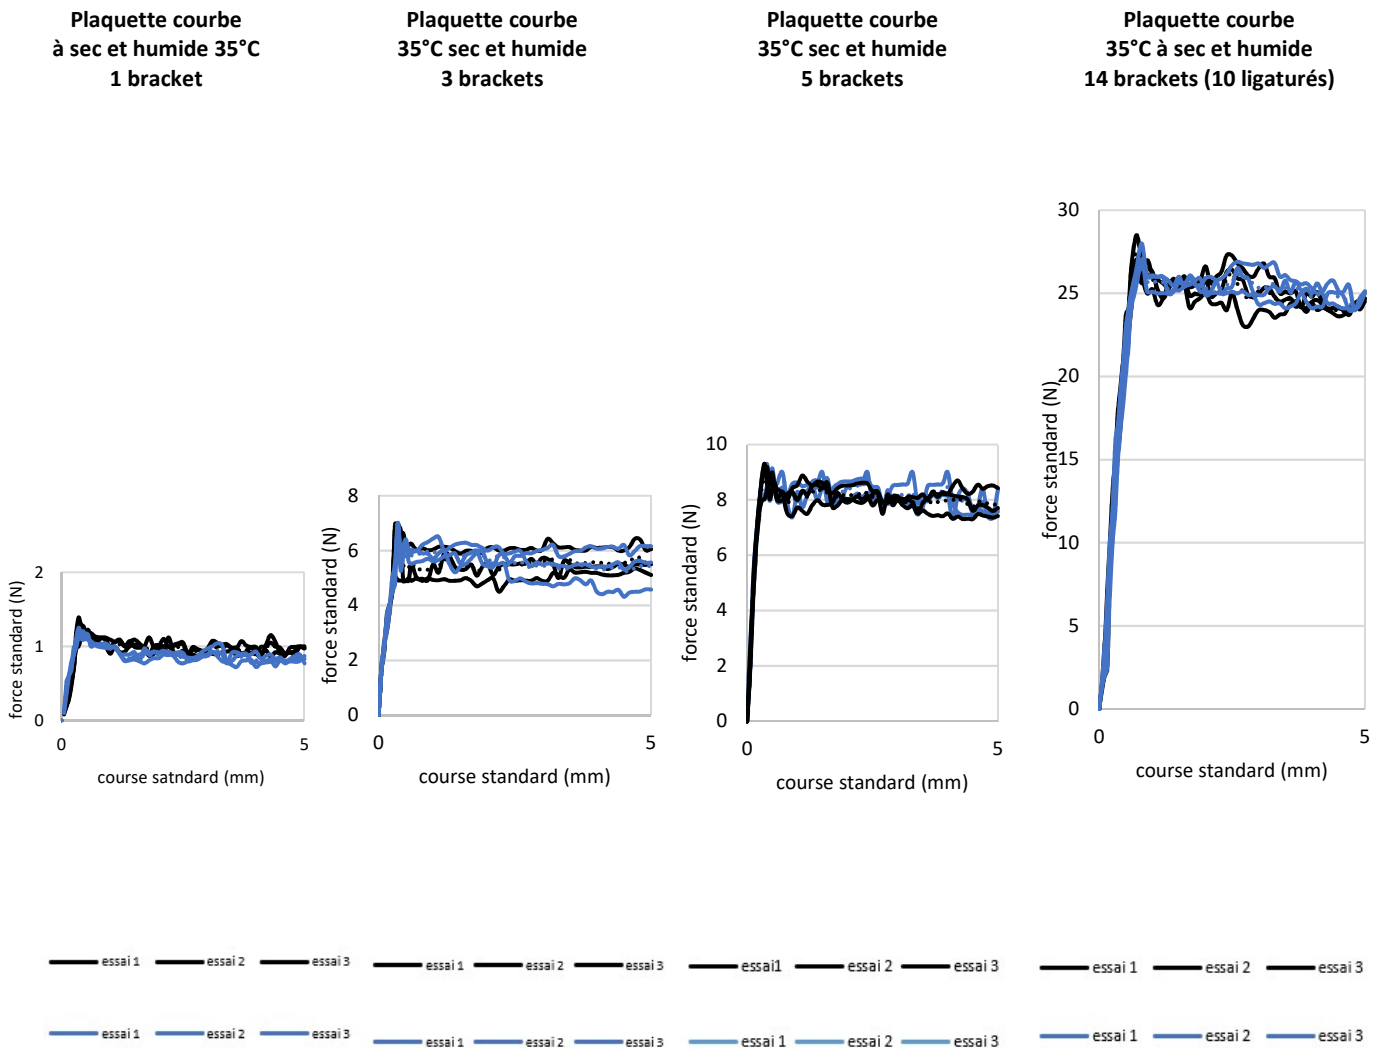 Plaquette courbe
à sec et humide 35°C
1 bracket
2
1
0
0
5
force standard (N)
course satndard (mm)
essai 1
essai 2
essai 3
essai 1
essai 2
essai 3
Plaquette courbe
35°C sec et humide
3 brackets
8
6
4
2
0
0
5
force standard (N)
course standard (mm)
essai 1
essai 2
essai 3
essai 1
essai 2
essai 3
Plaquette courbe
35°C sec et humide
5 brackets
10
8
6
4
2
0
0
5
force standard (N)
course standard (mm)
essai1
essai 2
essai 3
essai 1
essai 2
essai 3
Plaquette courbe
35°C à sec et humide
14 brackets (10 ligaturés)
30
25
20
15
10
5
0
0
5
force standard (N)
course standard (mm)
essai 1
essai 2
essai 3
essai 1
essai 2
essai 3